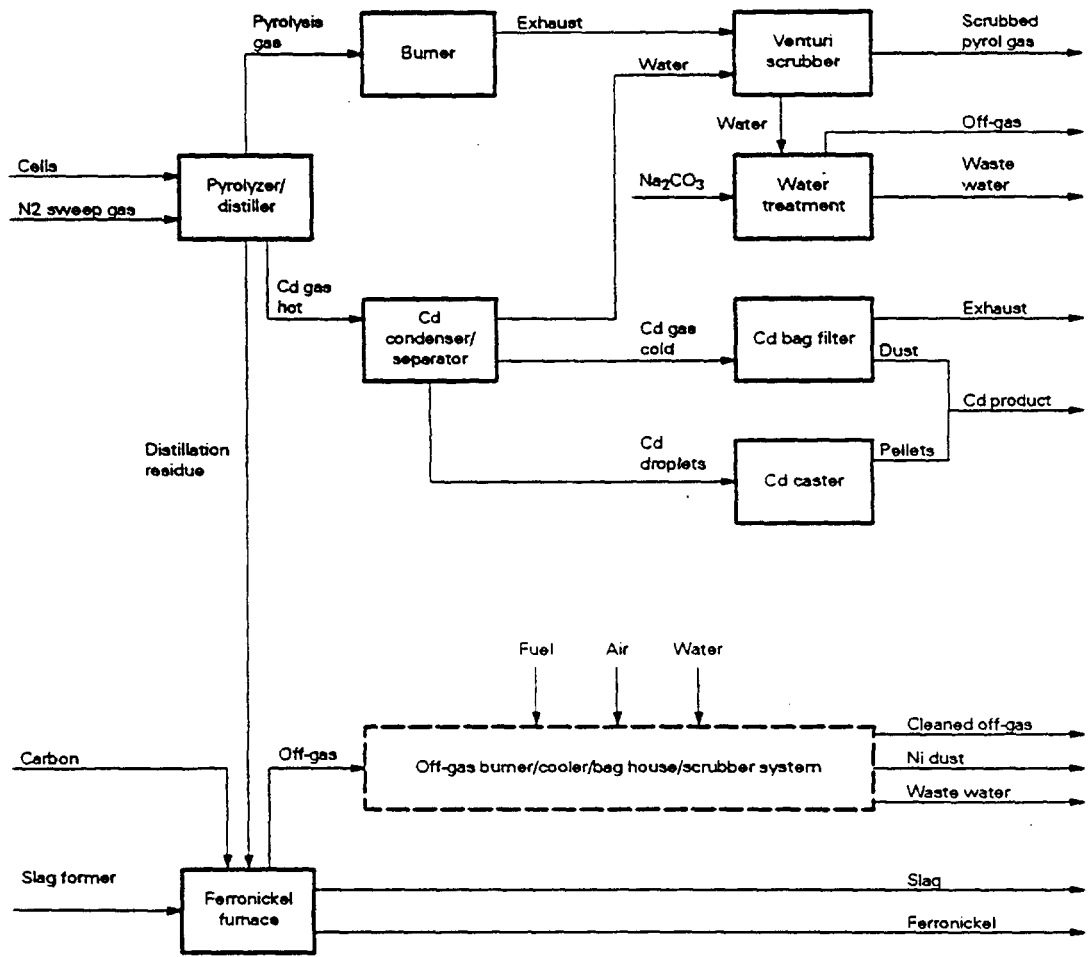 Pyrolysis
gas
Burner
Exhaust
Water
Venturi
scrubber
Scrubbed
pyrol gas
Water
Off-gas
Cells
N2 sweep gas
Pyrolyzer/
distiller
Na₂CO₃
Water
treatment
Waste
water
Cd gas
hot
Cd
condenser/
separator
Cd gas
cold
Cd bag filter
Exhaust
Dust
Cd product
Distillation
residue
Cd
droplets
Cd caster
Pellets
Fuel
Air
Water
Carbon
Off-gas
Off-gas burner/cooler/bag house/scrubber system
Cleaned off-gas
Ni dust
Waste water
Slag former
Ferronickel
furnace
Slag
Ferronickel